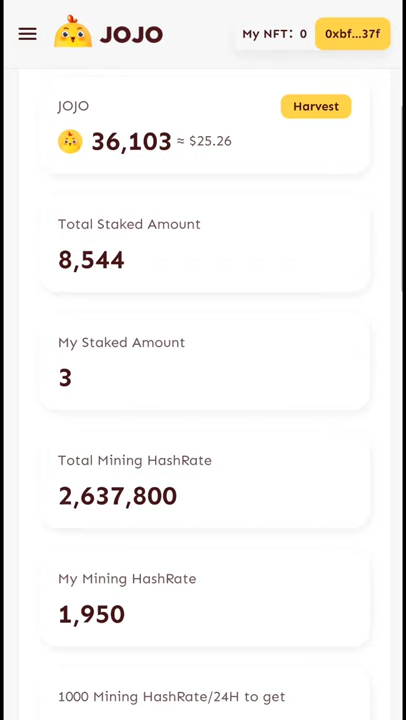 JOJO
My NFT: 0
0xbf...37f
JOJO
Harvest
36,103 ≈ $25.26
Total Staked Amount
8,544
My Staked Amount
3
Total Mining HashRate
2,637,800
My Mining HashRate
1,950
1000 Mining HashRate/24H to get